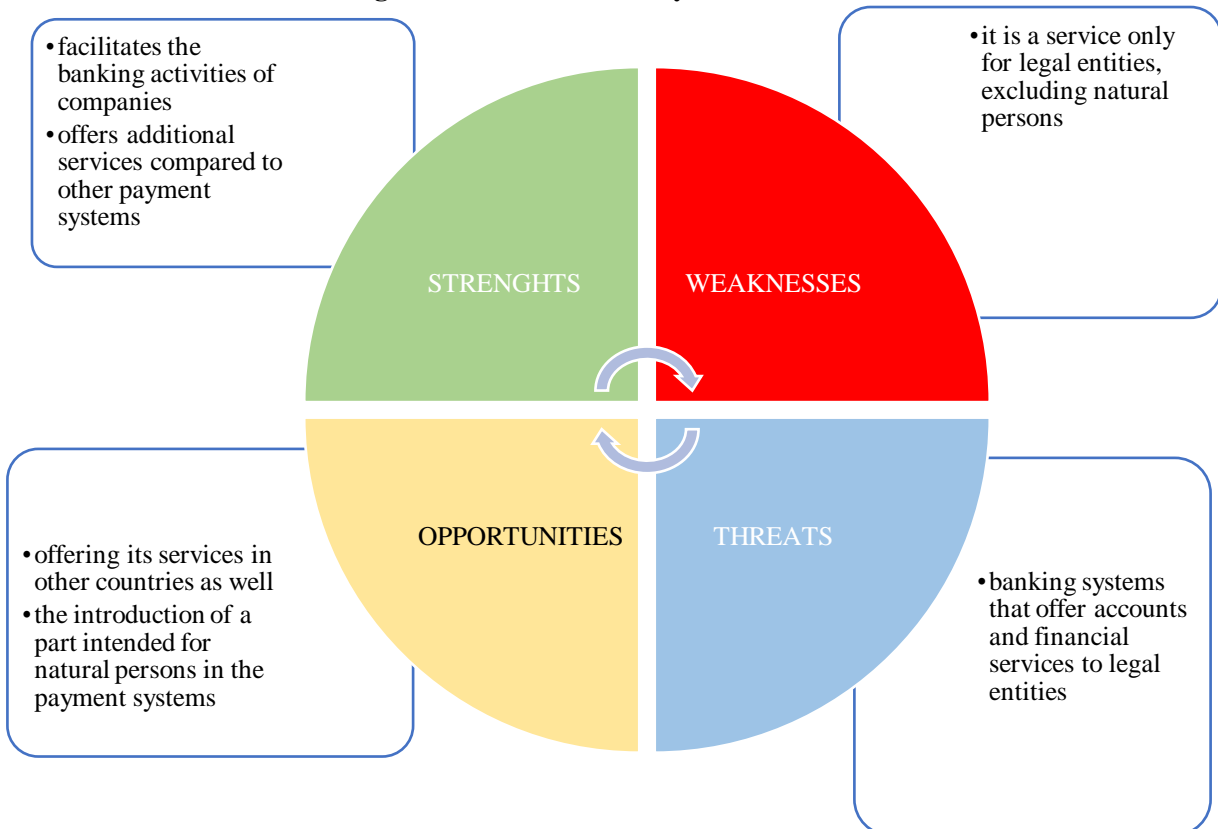 •facilitates the
banking activities of
companies
•offers additional
services compared to
other payment
systems
•it is a service only
for legal entities,
excluding natural
persons
STRENGHTS
WEAKNESSES
OPPORTUNITIES
THREATS
•offering its services in
other countries as well
•the introduction of a
part intended for
natural persons in the
payment systems
•banking systems
that offer accounts
and financial
services to legal
entities